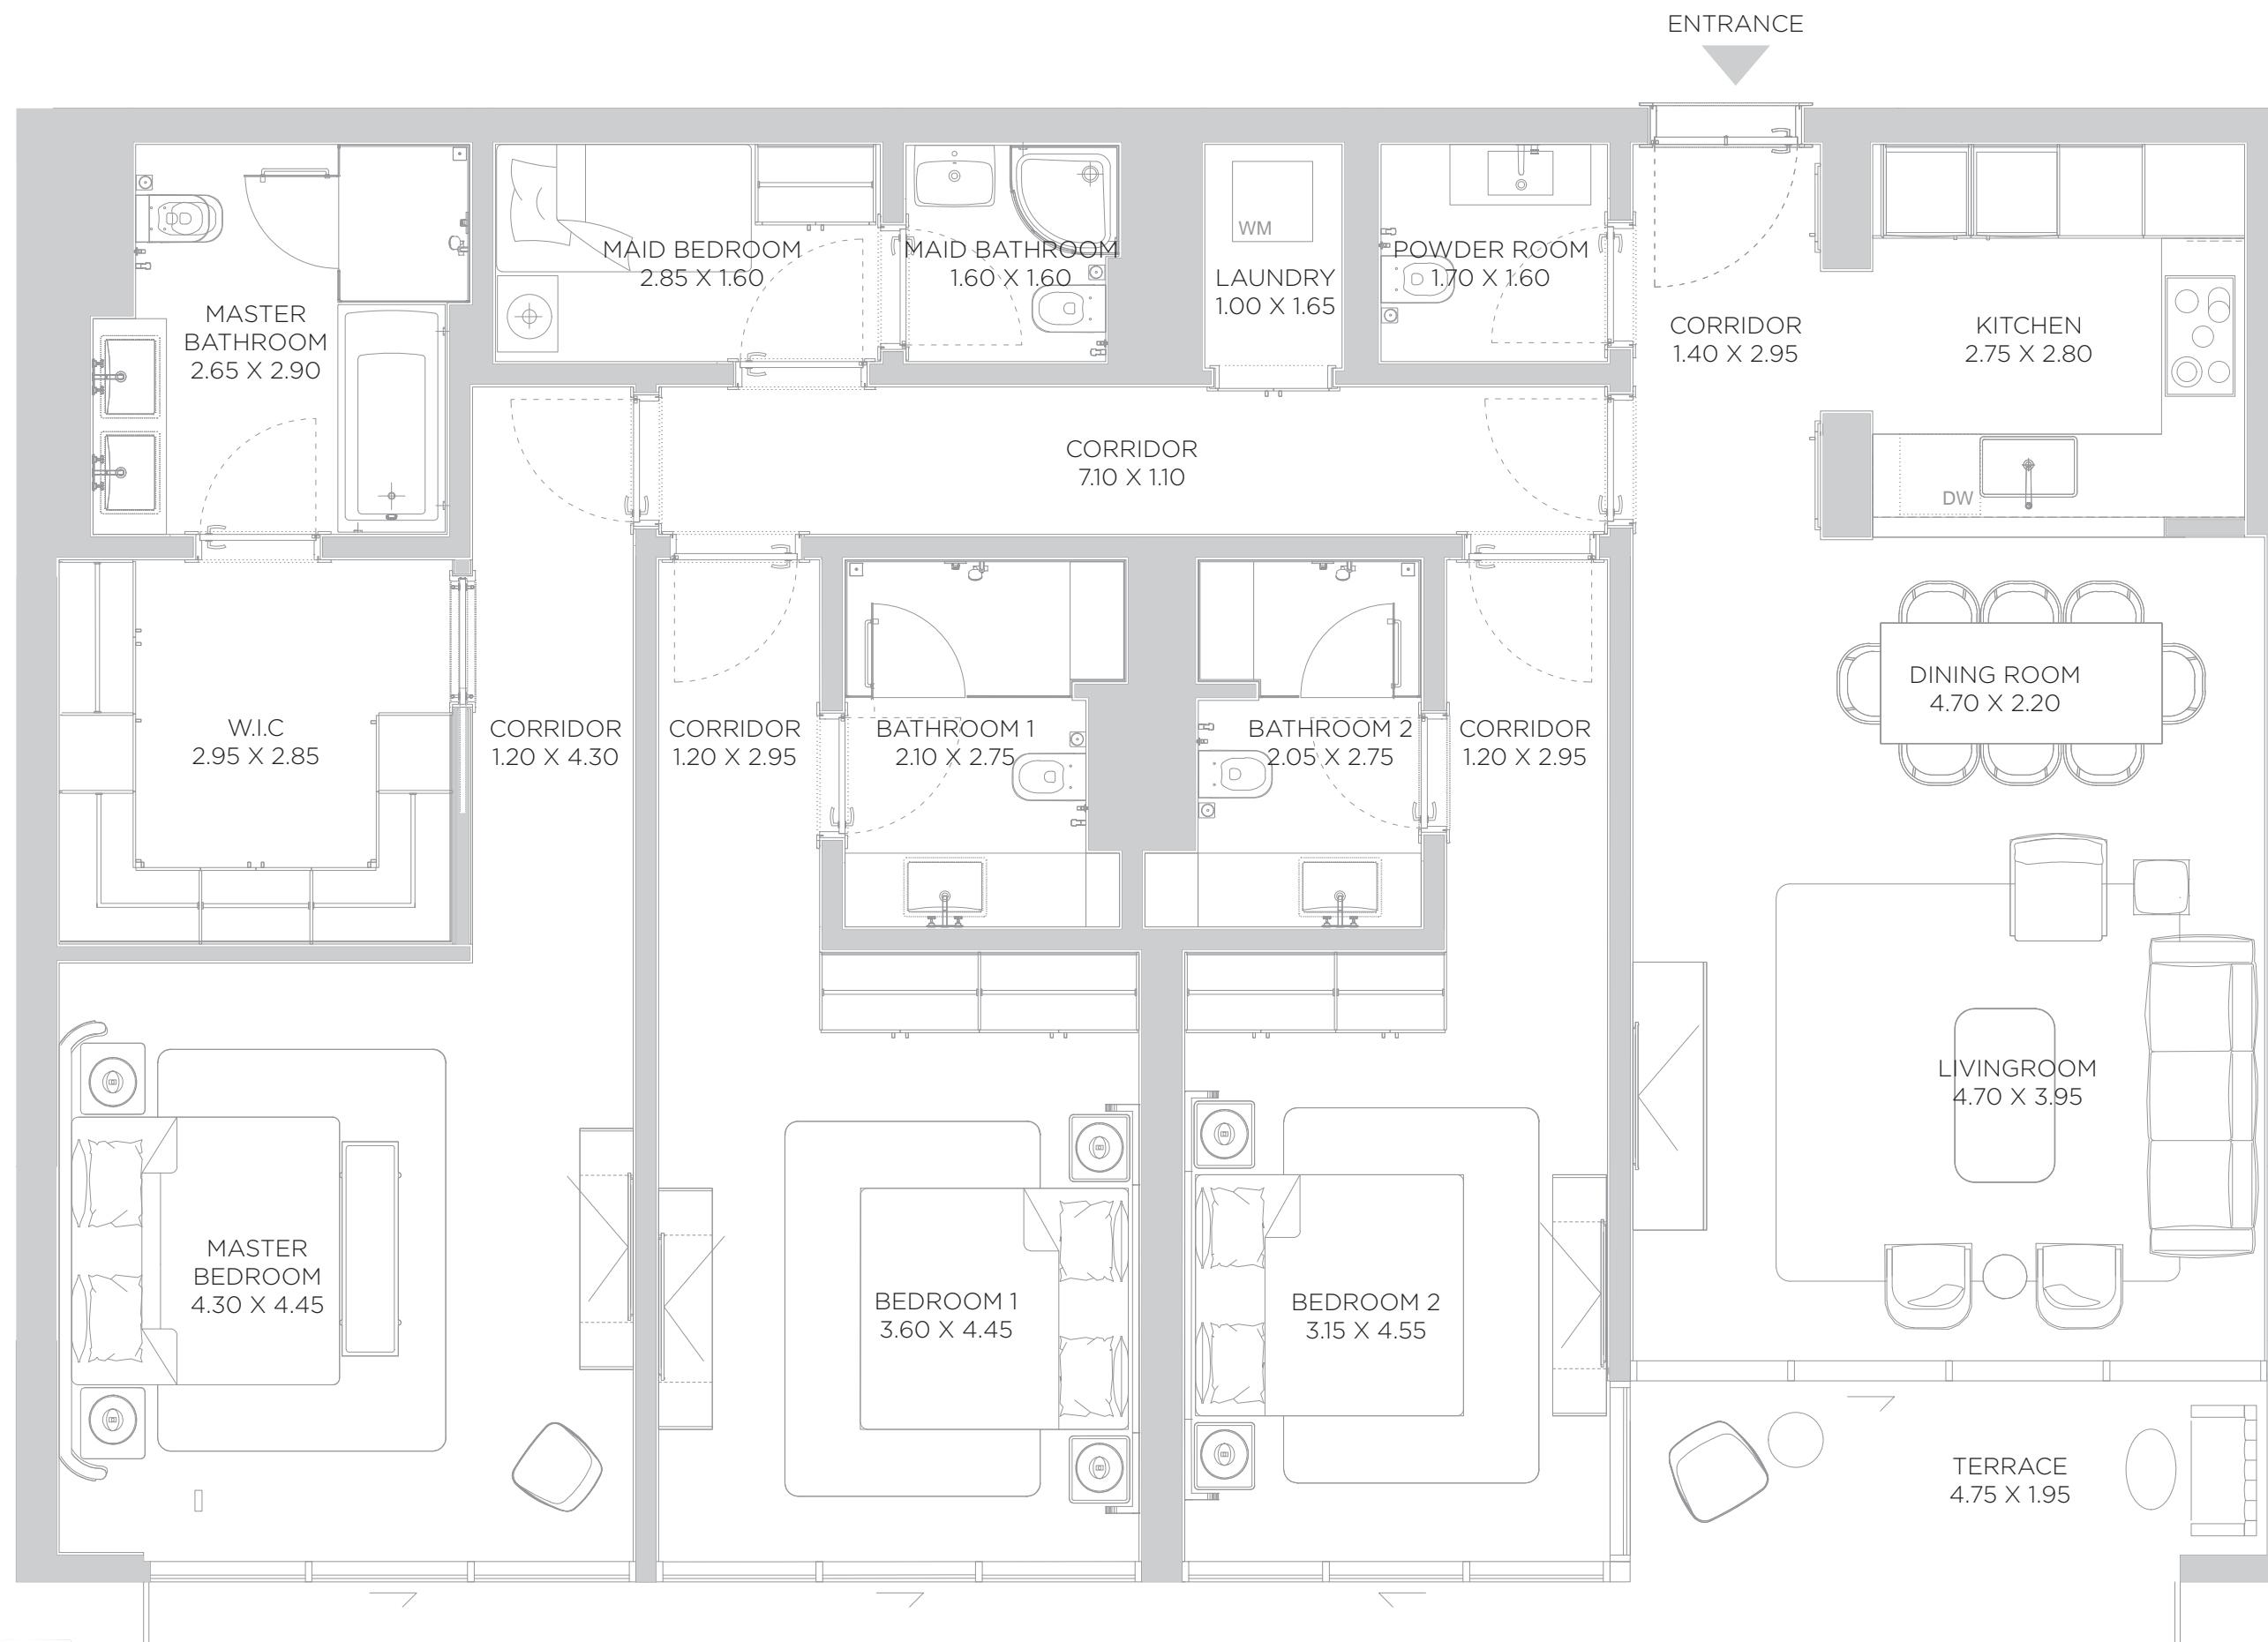 ENTRANCE
MAID BEDROOM
2.85 X 1.60
MAID BATHROOM
1.60 X 1.60
WM
LAUNDRY
1.00 X 1.65
POWDER ROOM
1.70 X 1.60
MASTER
BATHROOM
2.65 X 2.90
CORRIDOR
1.40 X 2.95
KITCHEN
2.75 X 2.80
CORRIDOR
7.10 X 1.10
DW
DINING ROOM
4.70 X 2.20
W.I.C
2.95 X 2.85
CORRIDOR
1.20 X 4.30
CORRIDOR
1.20 X 2.95
BATHROOM 1
2.10 X 2.75
BATHROOM 2
2.05 X 2.75
CORRIDOR
1.20 X 2.95
LIVINGROOM
4.70 X 3.95
MASTER
BEDROOM
4.30 X 4.45
BEDROOM 1
3.60 X 4.45
BEDROOM 2
3.15 X 4.55
TERRACE
4.75 X 1.95